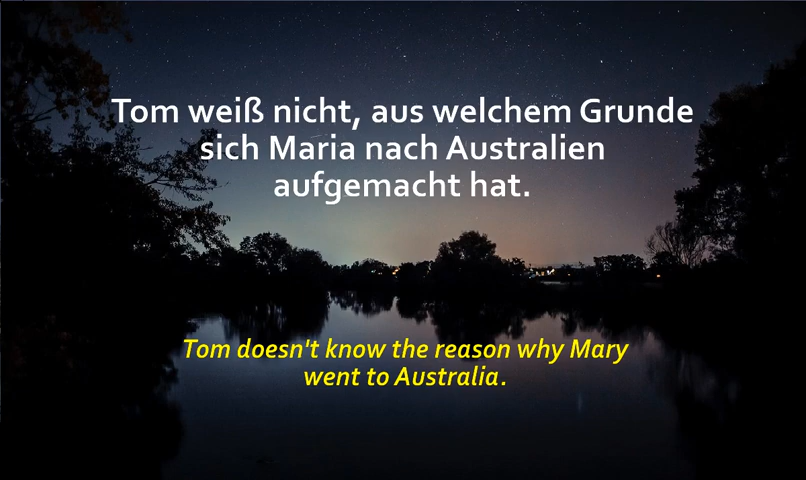 Tom weiß nicht, aus welchem Grunde
sich Maria nach Australien
aufgemacht hat.
Tom doesn't know the reason why Mary
went to Australia.